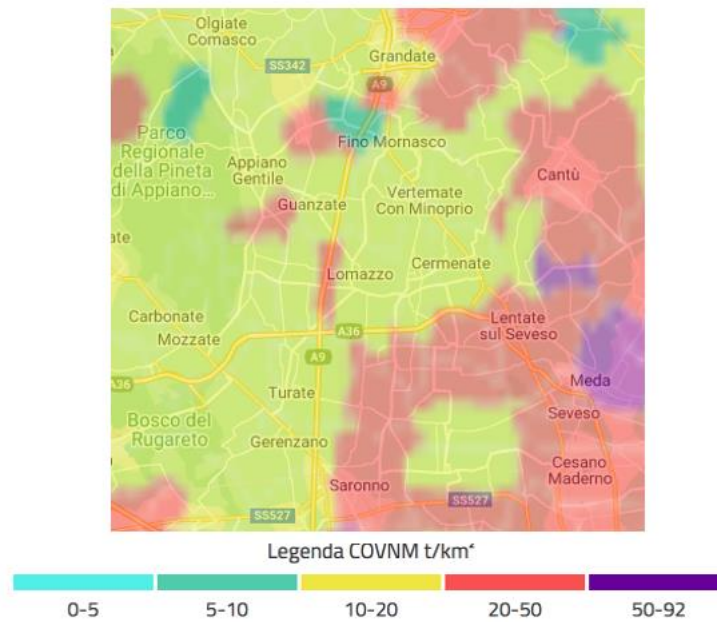 Olgiate
Comasco
Grandate
SS342
A9
Parco
Regionale
della Pineta
di Appiano...
Fino Mornasco
Appiano
Gentile
Cantù
Vertemate
Con Minoprio
Guanzate
ate
Lomazzo
Cermenate
Carbonate
Mozzate
Lentate
sul Seveso
A36
A9
A36
Meda
Turate
Bosco del
Rugareto
Seveso
Gerenzano
Cesano
Maderno
Saronno
SS527
SS527
Legenda COVNM t/km²
0-5 5-10 10-20 20-50 50-92